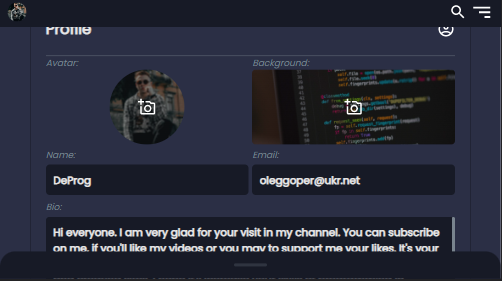 Profile
Avatar:
Background:
Name:
Email:
DeProg
oleggoper@ukr.net
Bio:
Hi everyone. I am very glad for your visit in my channel. You can subscribe
on me, if you'll like my videos or you may to support me your likes. It's your